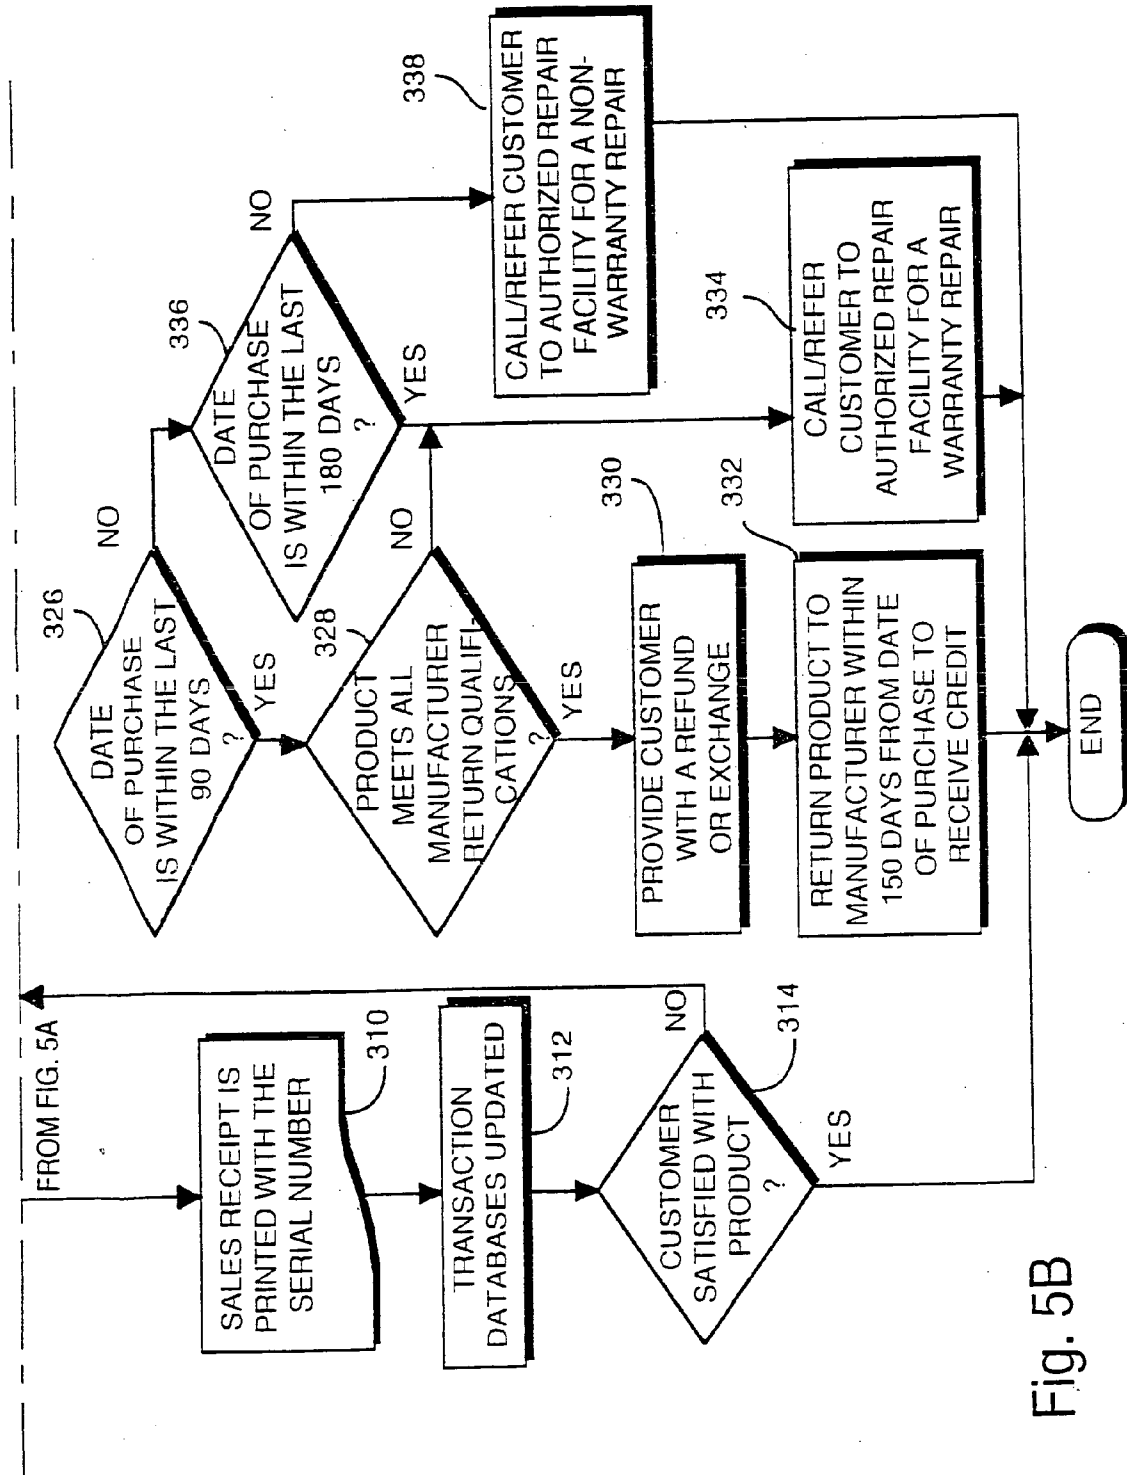 FROM FIG. 5A
SALES RECEIPT IS
PRINTED WITH THE
SERIAL NUMBER
310
TRANSACTION
DATABASES UPDATED
312
CUSTOMER
SATISFIED WITH
PRODUCT
?
314
NO
YES
DATE
OF PURCHASE
IS WITHIN THE LAST
90 DAYS
?
326
NO
YES
PRODUCT
MEETS ALL
MANUFACTURER
RETURN QUALIFI-
CATIONS
?
328
NO
YES
PROVIDE CUSTOMER
WITH A REFUND
OR EXCHANGE
330
RETURN PRODUCT TO
MANUFACTURER WITHIN
150 DAYS FROM DATE
OF PURCHASE TO
RECEIVE CREDIT
332
DATE
OF PURCHASE
IS WITHIN THE LAST
180 DAYS
?
336
NO
YES
CALL/REFER CUSTOMER
TO AUTHORIZED REPAIR
FACILITY FOR A NON-
WARRANTY REPAIR
338
CALL/REFER
CUSTOMER TO
AUTHORIZED REPAIR
FACILITY FOR A
WARRANTY REPAIR
334
END
Fig. 5B